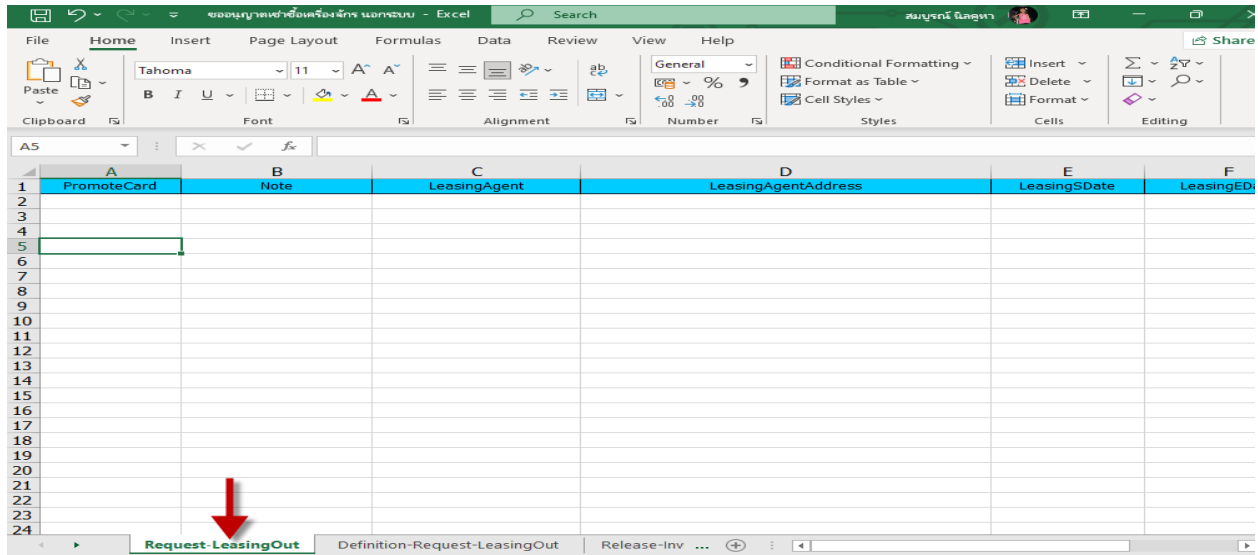 ขออนุญาตเช่าซื้อเครื่องจักร นอกระบบ - Excel Search สมบูรณ์ นิลคูหา
File Home Insert Page Layout Formulas Data Review View Help Share
Paste Tahoma 11 A A ab General Conditional Formatting Insert Σ
B I U A % 9 Format as Table Delete
Cell Styles Format
Clipboard Font Alignment Number Styles Cells Editing
A5 fx
A B C D E F
1 PromoteCard Note LeasingAgent LeasingAgentAddress LeasingSDate LeasingEDa
2
3
4
5
6
7
8
9
10
11
12
13
14
15
16
17
18
19
20
21
22
23
24
Request-LeasingOut Definition-Request-LeasingOut Release-Inv ...